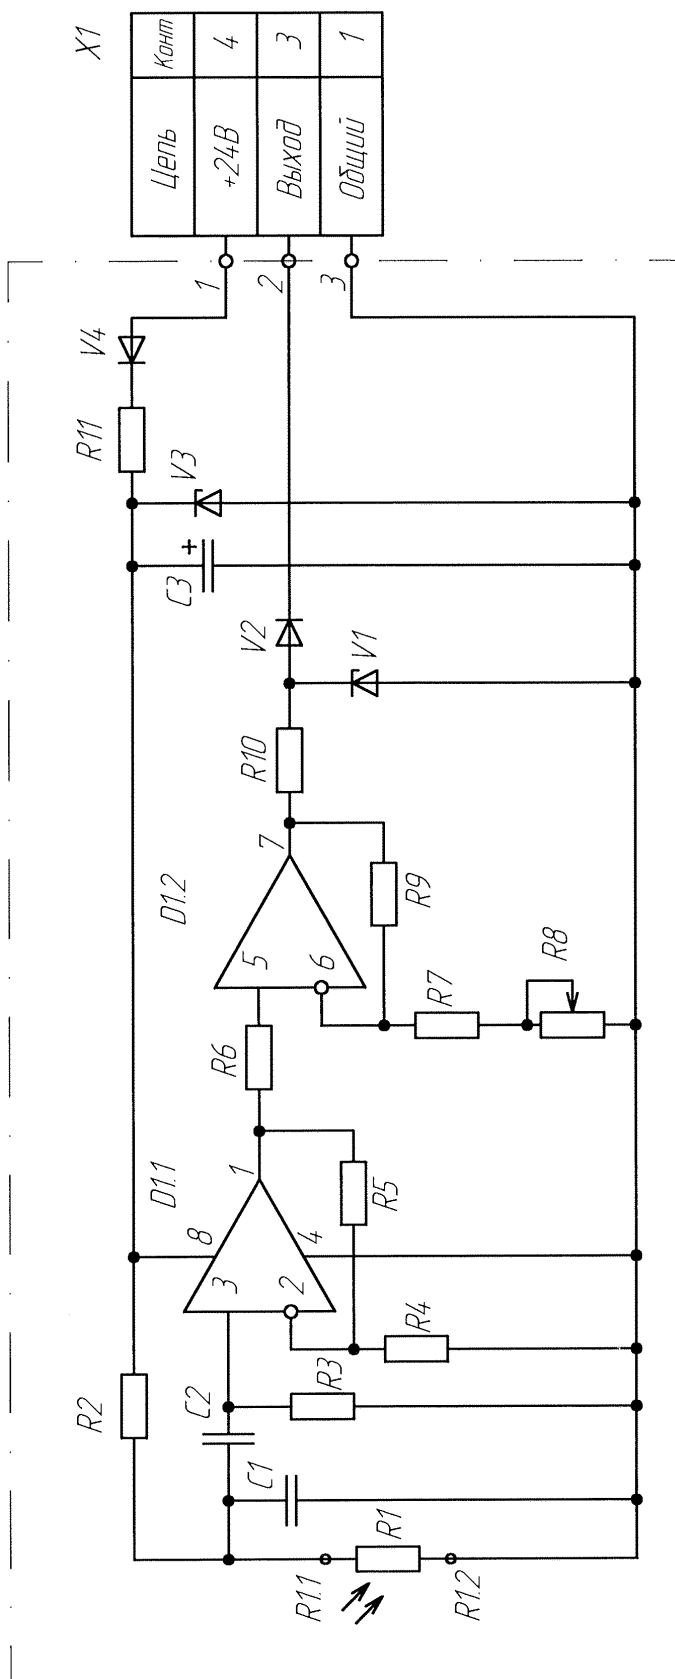 X1
Цепь Конт
+24В 4
Выход 3
Общий 1
1
2
3
V4
R11
V3
C3
+
V2
V1
R10
D1.2
7
5
6
R9
R7
R8
R6
D1.1
1
8
3
2
4
R5
R4
R3
R2
C2
C1
R1
R1.1
R1.2